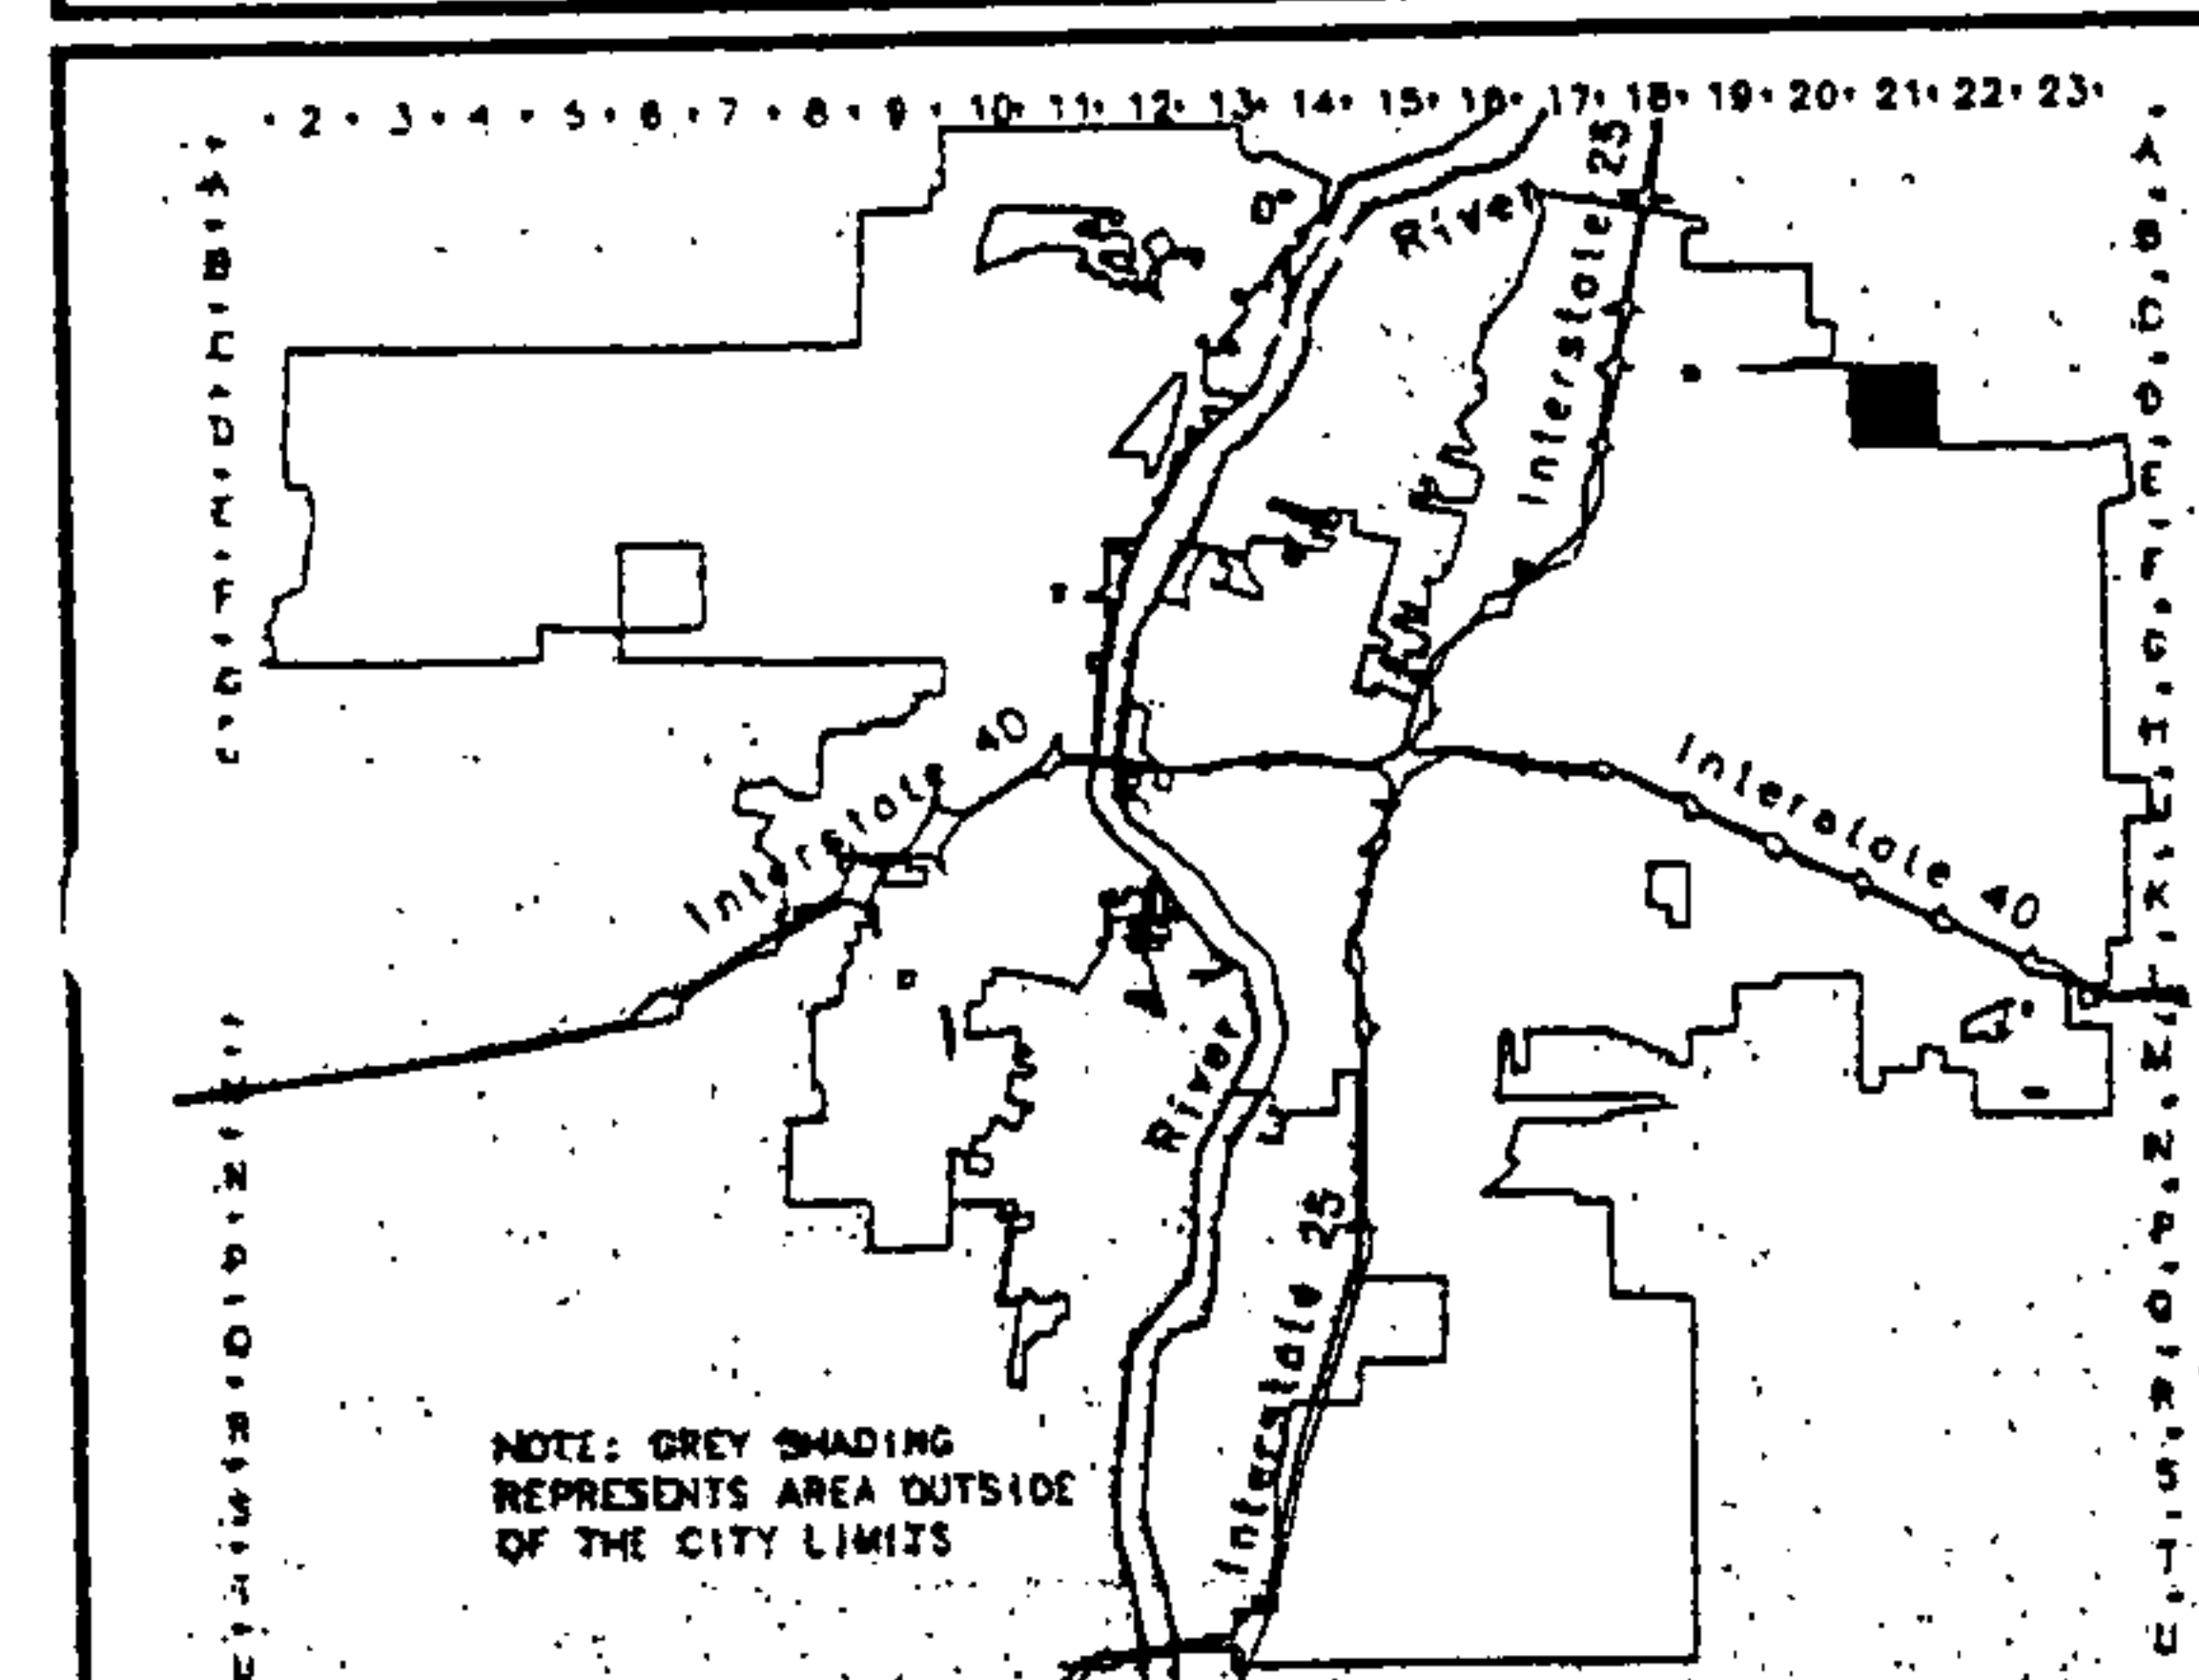 2 3 4 5 6 7 8 9 10 11 12 13 14 15 16 17 18 19 20 21 22 23
A
B
C
D
E
F
G
N
P
Q
R
S
T
A
B
C
D
E
F
G
H
J
K
L
M
N
P
Q
R
S
T
U
River
Interstate 25
Interstate 40
Interstate 40
River
Interstate 25
NOTE: GREY SHADING
REPRESENTS AREA OUTSIDE
OF THE CITY LIMITS